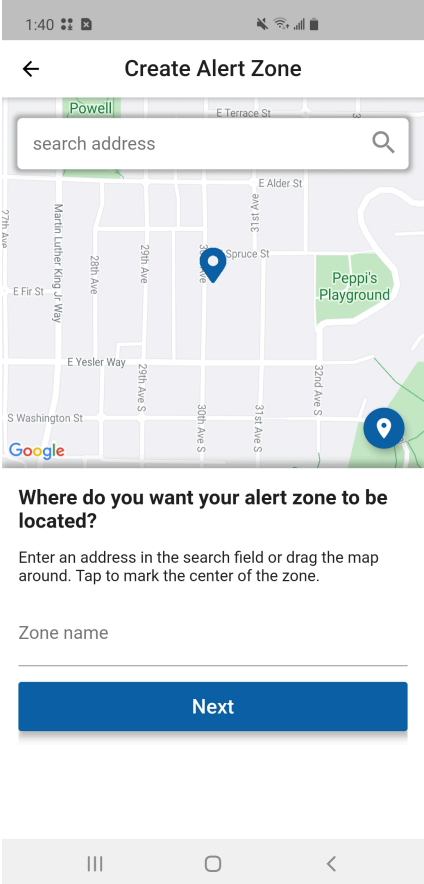 1:40
Create Alert Zone
Powell
E Terrace St
search address
E Alder St
27th Ave
Martin Luther King Jr Way
28th Ave
29th Ave
31st Ave
Spruce St
Peppi's
Playground
E Fir St
E Yesler Way
29th Ave S
32nd Ave S
S Washington St
30th Ave S
31st Ave S
Google
Where do you want your alert zone to be
located?
Enter an address in the search field or drag the map
around. Tap to mark the center of the zone.
Zone name
Next